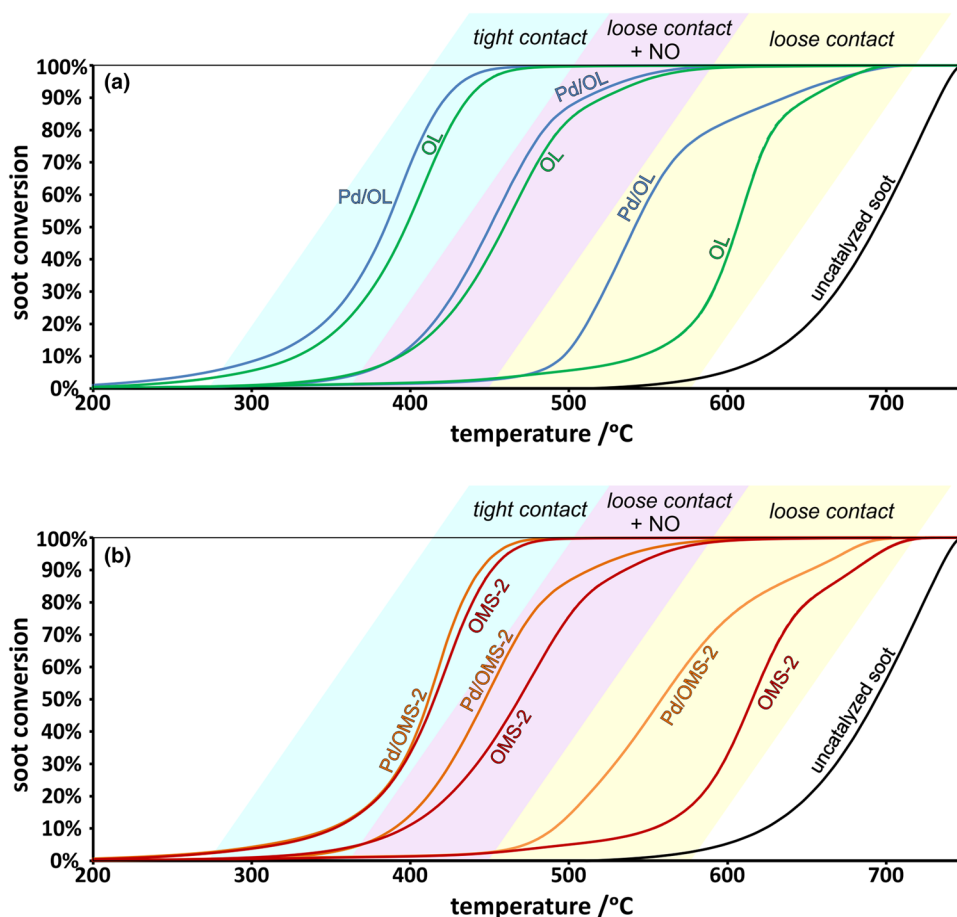 tight contact
loose contact
+ NO
loose contact
100%
90%
80%
70%
60%
50%
40%
30%
20%
10%
0%
(a)
soot conversion
Pd/OL
OL
Pd/OL
OL
Pd/OL
OL
uncatalyzed soot
200
300
400
500
600
700
temperature /°C
tight contact
loose contact
+ NO
loose contact
100%
90%
80%
70%
60%
50%
40%
30%
20%
10%
0%
(b)
soot conversion
Pd/OMS-2
OMS-2
Pd/OMS-2
OMS-2
Pd/OMS-2
OMS-2
uncatalyzed soot
200
300
400
500
600
700
temperature /°C